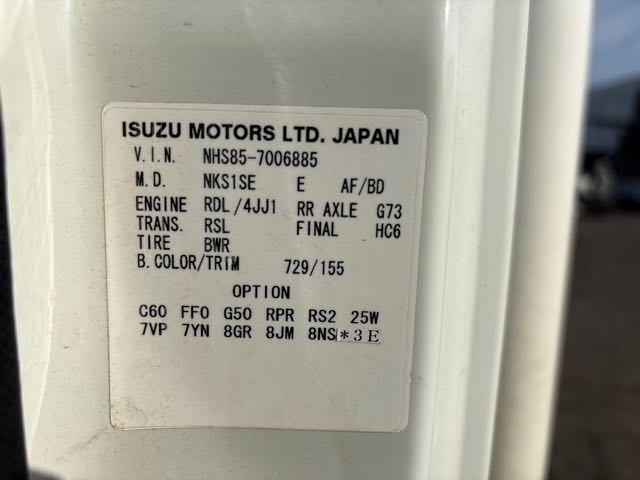 ISUZU MOTORS LTD. JAPAN
V.I.N. NHS85-7006885
M.D. NKS1SE E AF/BD
ENGINE RDL/4JJ1 RR AXLE G73
TRANS. RSL FINAL HC6
TIRE BWR
B.COLOR/TRIM 729/155
OPTION
C60 FFO G50 RPR RS2 25W
7VP 7YN 8GR 8JM 8NS *3E